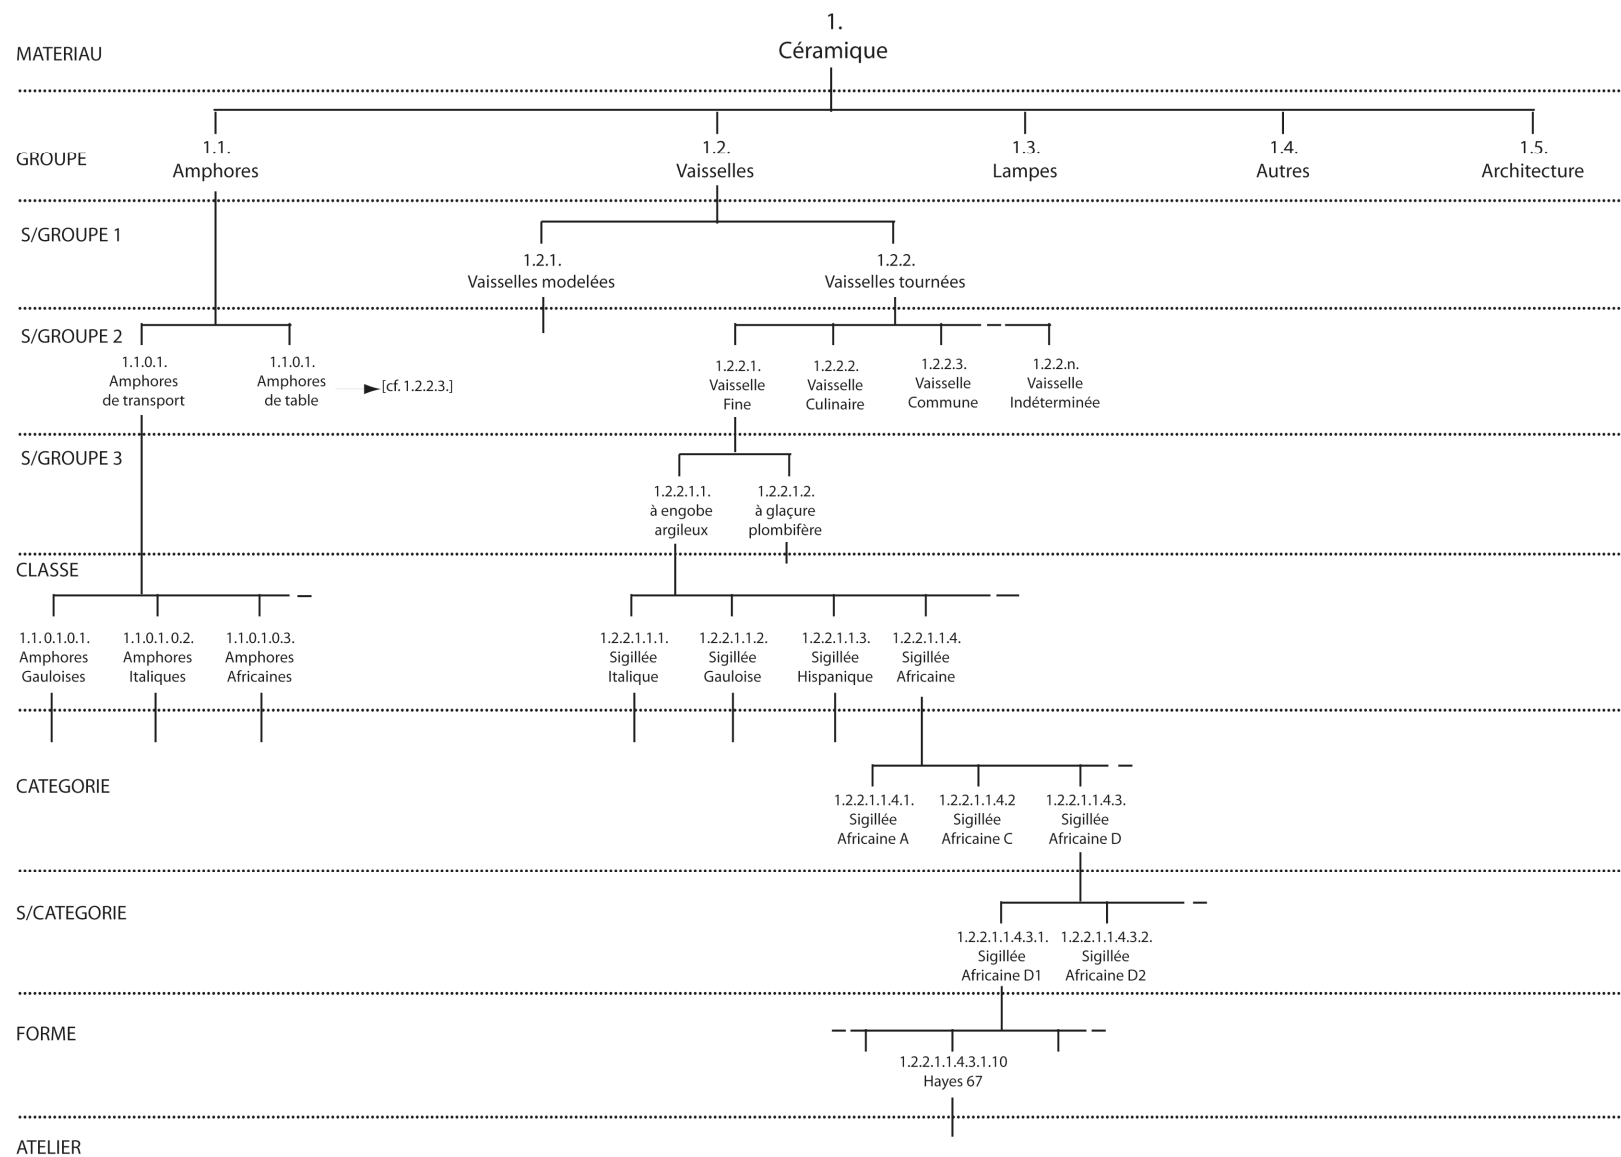 1.
Céramique
MATERIAU
GROUPE
1.1.
Amphores
1.2.
Vaisselles
1.3.
Lampes
1.4.
Autres
1.5.
Architecture
S/GROUPE 1
1.2.1.
Vaisselles modelées
1.2.2.
Vaisselles tournées
S/GROUPE 2
1.1.0.1.
Amphores
de transport
1.1.0.1.
Amphores
de table
[cf. 1.2.2.3.]
1.2.2.1.
Vaisselle
Fine
1.2.2.2.
Vaisselle
Culinaire
1.2.2.3.
Vaisselle
Commune
1.2.2.n.
Vaisselle
Indéterminée
S/GROUPE 3
1.2.2.1.1.
à engobe
argileux
1.2.2.1.2.
à glaçure
plombifère
CLASSE
1.1. 0.1.0.1.
Amphores
Gauloises
1.1.0.1. 0.2.
Amphores
Italiques
1.1.0.1.0.3.
Amphores
Africaines
1.2.2.1.1.1.
Sigillée
Italique
1.2.2.1.1.2.
Sigillée
Gauloise
1.2.2.1.1.3.
Sigillée
Hispanique
1.2.2.1.1.4.
Sigillée
Africaine
CATEGORIE
1.2.2.1.1.4.1.
Sigillée
Africaine A
1.2.2.1.1.4.2
Sigillée
Africaine C
1.2.2.1.1.4.3.
Sigillée
Africaine D
S/CATEGORIE
1.2.2.1.1.4.3.1.
Sigillée
Africaine D1
1.2.2.1.1.4.3.2.
Sigillée
Africaine D2
FORME
1.2.2.1.1.4.3.1.10
Hayes 67
ATELIER